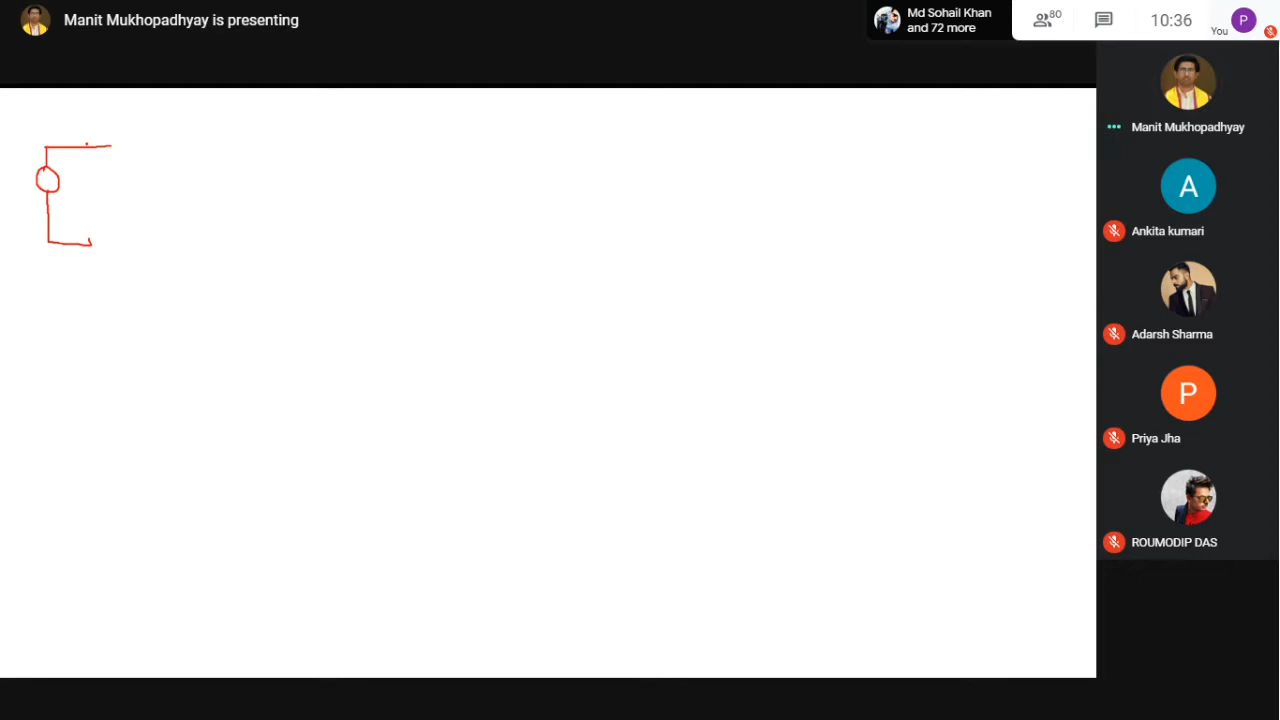 Manit Mukhopadhyay is presenting
Md Sohail Khan
and 72 more
80
10:36
You
P
Manit Mukhopadhyay
A
Ankita kumari
Adarsh Sharma
P
Priya Jha
ROUMODIP DAS